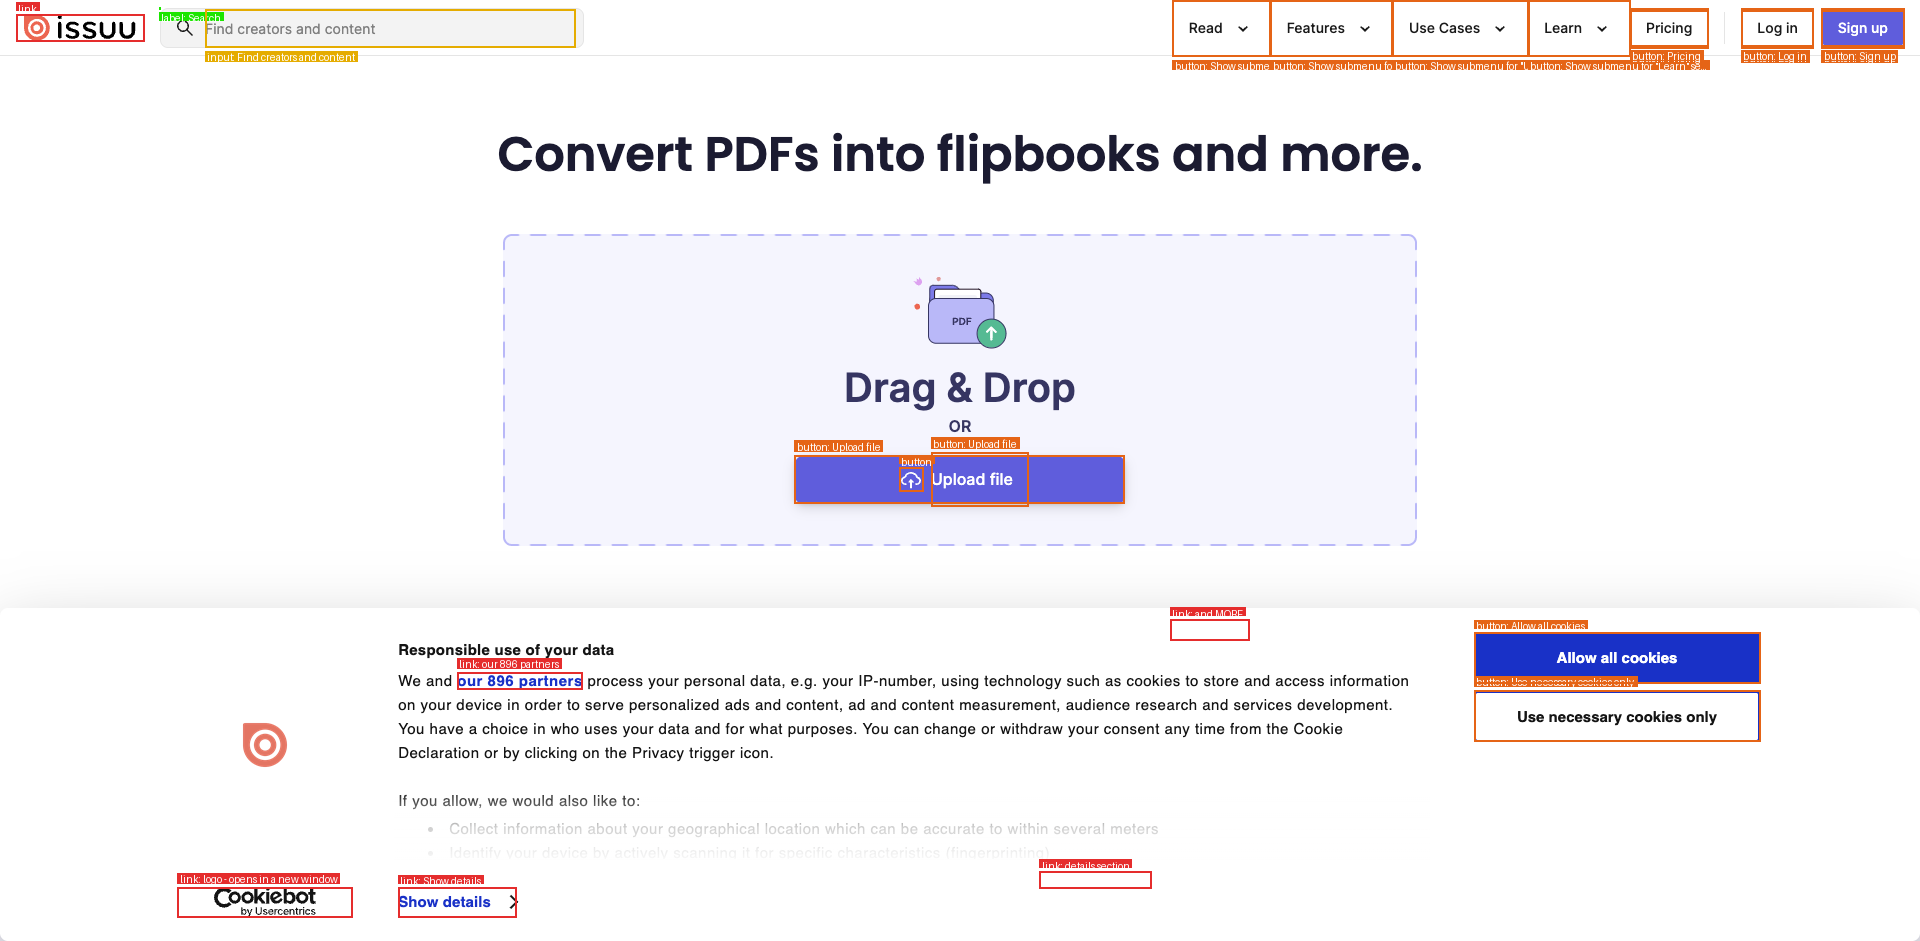 link
issuu
label: Search
Find creators and content
input: Find creators and content
Read
Features
Use Cases
Learn
Pricing
Log in
Sign up
button: Show subme
button: Show submenu fo
button: Show submenu for "L
button: Show submenu for "Learn" se...
button: Pricing
button: Log in
button: Sign up
Convert PDFs into flipbooks and more.
PDF
Drag & Drop
OR
button: Upload file
button: Upload file
button
Upload file
link: and MORE
Responsible use of your data
link: our 896 partners
We and our 896 partners process your personal data, e.g. your IP-number, using technology such as cookies to store and access information
on your device in order to serve personalized ads and content, ad and content measurement, audience research and services development.
You have a choice in who uses your data and for what purposes. You can change or withdraw your consent any time from the Cookie
Declaration or by clicking on the Privacy trigger icon.
If you allow, we would also like to:
• Collect information about your geographical location which can be accurate to within several meters
• Identify your device by actively scanning it for specific characteristics (fingerprinting)
button: Allow all cookies
Allow all cookies
button: Use necessary cookies only
Use necessary cookies only
link: details section
link: logo - opens in a new window
Cookiebot
by Usercentrics
link: Show details
Show details